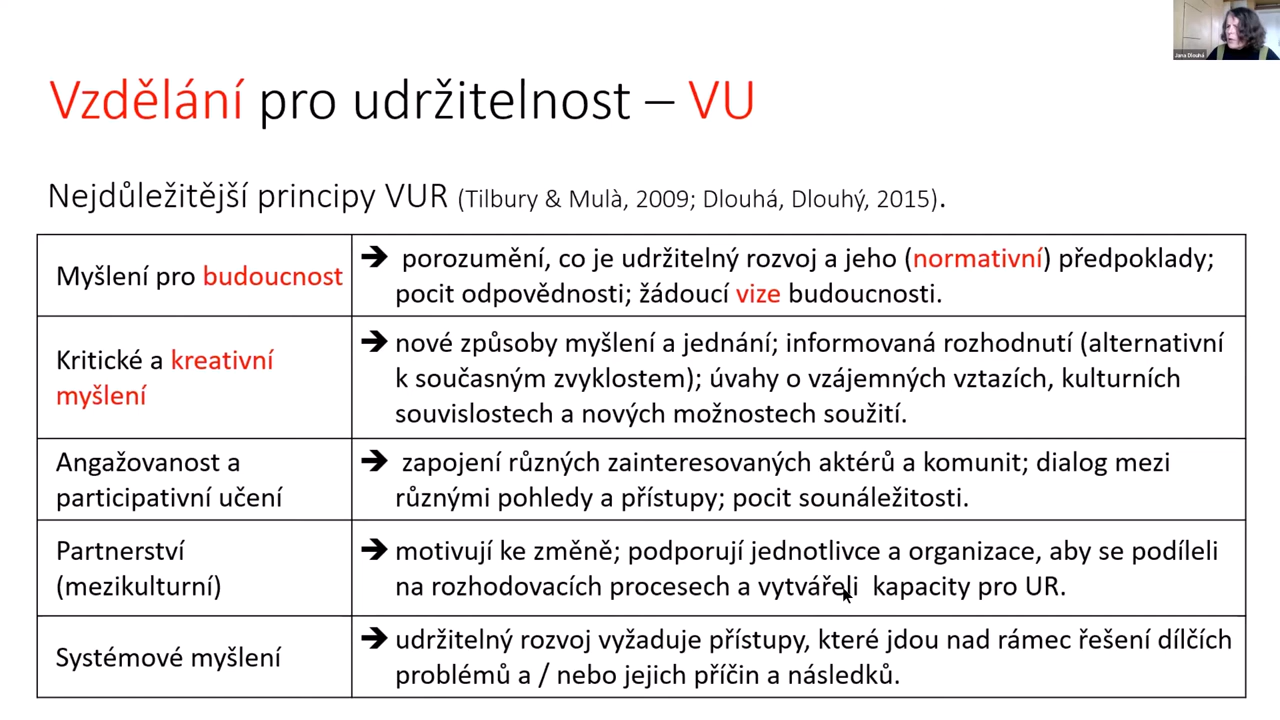 Jana Dlouhá
Vzdělání pro udržitelnost – VU
Nejdůležitější principy VUR (Tilbury & Mulà, 2009; Dlouhá, Dlouhý, 2015).
Myšlení pro budoucnost
➔ porozumění, co je udržitelný rozvoj a jeho (normativní) předpoklady;
pocit odpovědnosti; žádoucí vize budoucnosti.
Kritické a kreativní
myšlení
➔ nové způsoby myšlení a jednání; informovaná rozhodnutí (alternativní
k současným zvyklostem); úvahy o vzájemných vztazích, kulturních
souvislostech a nových možnostech soužití.
Angažovanost a
participativní učení
➔ zapojení různých zainteresovaných aktérů a komunit; dialog mezi
různými pohledy a přístupy; pocit sounáležitosti.
Partnerství
(mezikulturní)
➔ motivují ke změně; podporují jednotlivce a organizace, aby se podíleli
na rozhodovacích procesech a vytvářeli kapacity pro UR.
Systémové myšlení
➔ udržitelný rozvoj vyžaduje přístupy, které jdou nad rámec řešení dílčích
problémů a / nebo jejich příčin a následků.